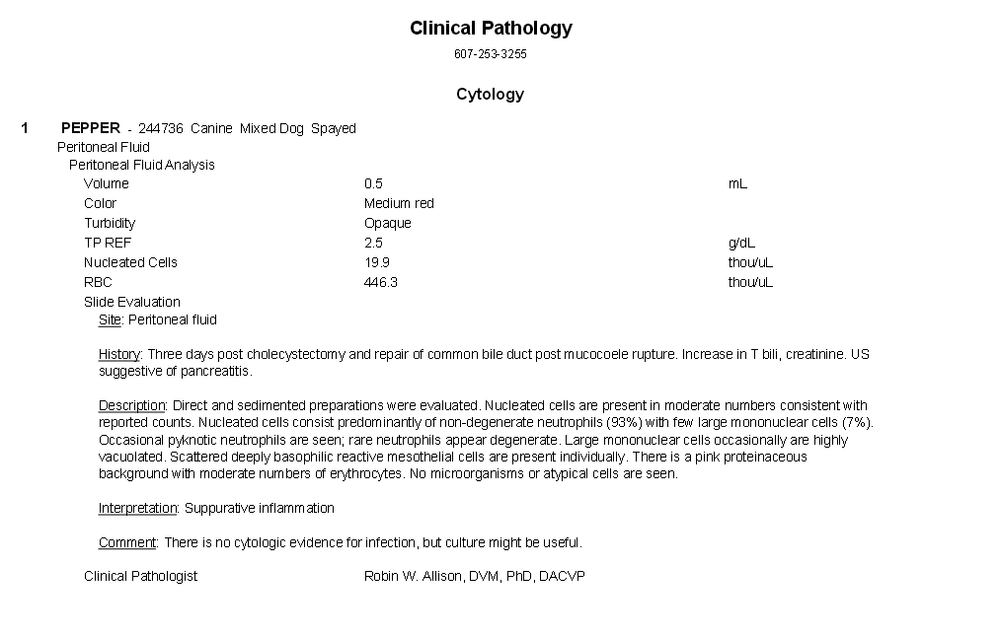 Clinical Pathology
607-253-3255
Cytology
1 PEPPER - 244736 Canine Mixed Dog Spayed
Peritoneal Fluid
Peritoneal Fluid Analysis
Volume 0.5 mL
Color Medium red
Turbidity Opaque
TP REF 2.5 g/dL
Nucleated Cells 19.9 thou/uL
RBC 446.3 thou/uL
Slide Evaluation
Site: Peritoneal fluid
History: Three days post cholecystectomy and repair of common bile duct post mucocoele rupture. Increase in T bili, creatinine. US
suggestive of pancreatitis.
Description: Direct and sedimented preparations were evaluated. Nucleated cells are present in moderate numbers consistent with
reported counts. Nucleated cells consist predominantly of non-degenerate neutrophils (93%) with few large mononuclear cells (7%).
Occasional pyknotic neutrophils are seen; rare neutrophils appear degenerate. Large mononuclear cells occasionally are highly
vacuolated. Scattered deeply basophilic reactive mesothelial cells are present individually. There is a pink proteinaceous
background with moderate numbers of erythrocytes. No microorganisms or atypical cells are seen.
Interpretation: Suppurative inflammation
Comment: There is no cytologic evidence for infection, but culture might be useful.
Clinical Pathologist Robin W. Allison, DVM, PhD, DACVP